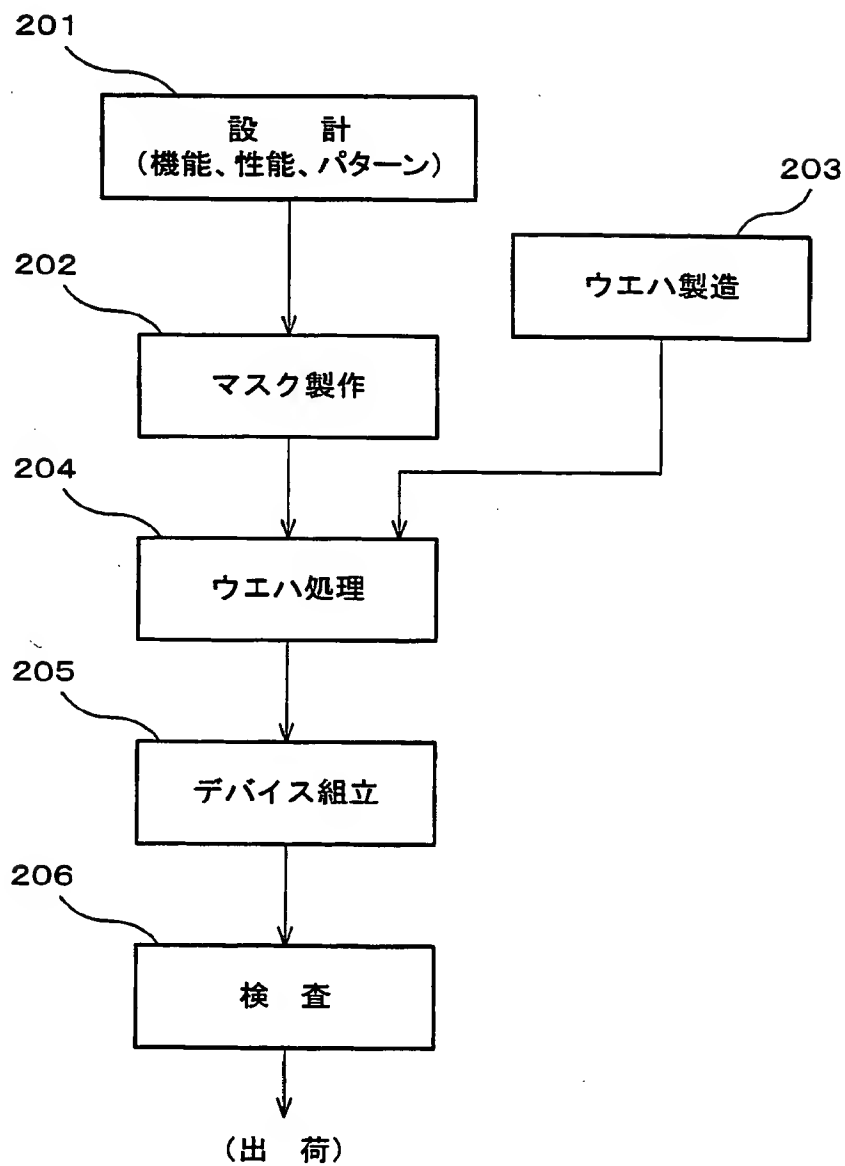 201
設　計
（機能、性能、パターン）
203
ウエハ製造
202
マスク製作
204
ウエハ処理
205
デバイス組立
206
検　査
（出　荷）